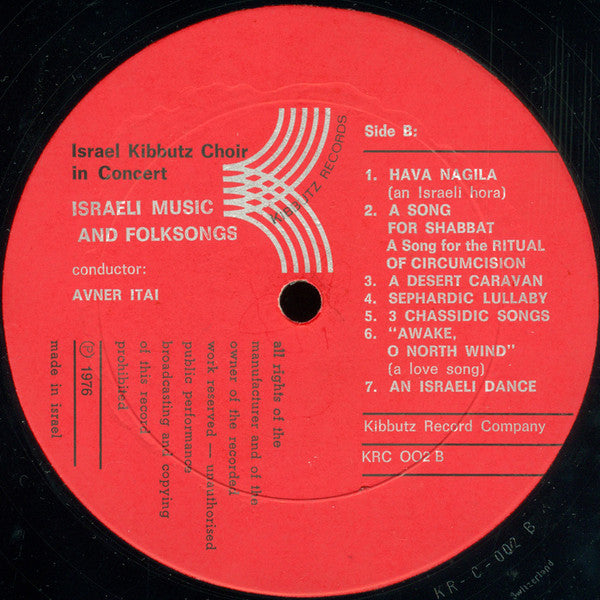 Israel Kibbutz Choir
in Concert
ISRAELI MUSIC
AND FOLKSONGS
conductor:
AVNER ITAI
KIBBUTZ RECORDS
Side B:
1. HAVA NAGILA
(an Israeli hora)
2. A SONG
FOR SHABBAT
A Song for the RITUAL
OF CIRCUMCISION
3. A DESERT CARAVAN
4. SEPHARDIC LULLABY
5. 3 CHASSIDIC SONGS
6. "AWAKE,
O NORTH WIND"
(a love song)
7. AN ISRAELI DANCE
Kibbutz Record Company
KRC 002 B
all rights of the
manufacturer and of the
owner of the recorded
work reserved — unauthorised
public performance
broadcasting and copying
of this record
prohibited
℗ 1976
made in israel
KR-C-002 B
Switzerland